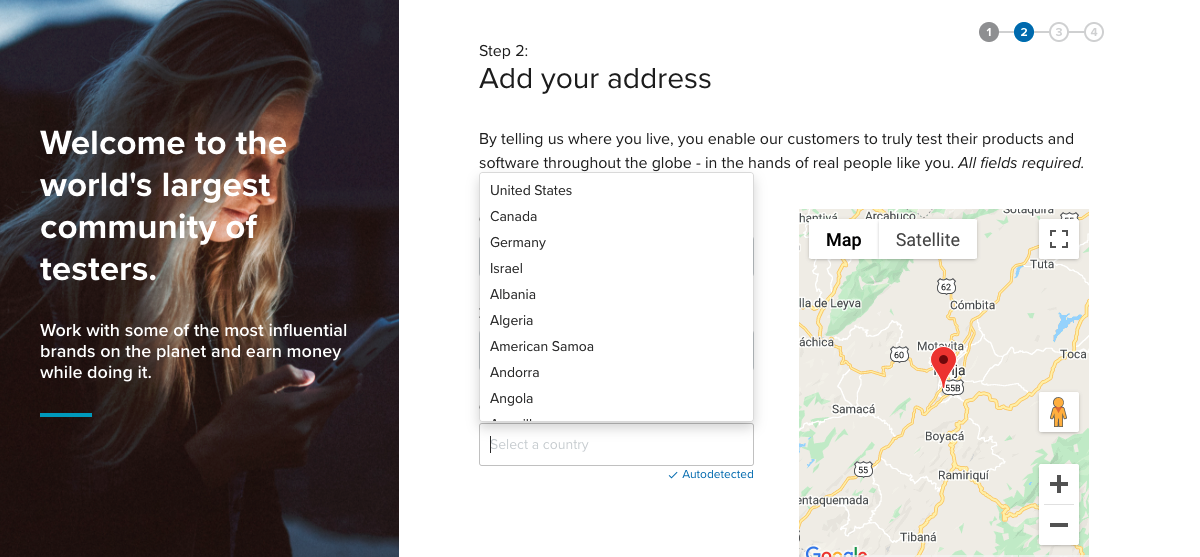 Welcome to the
world's largest
community of
testers.
Work with some of the most influential
brands on the planet and earn money
while doing it.
1
2
3
4
Step 2:
Add your address
By telling us where you live, you enable our customers to truly test their products and
software throughout the globe - in the hands of real people like you. All fields required.
United States
Canada
Germany
Israel
Albania
Algeria
American Samoa
Andorra
Angola
Select a country
Autodetected
Arcabuco
Sotaquirá
Map
Satellite
Tuta
62
lla de Leyva
Cómbita
áchica
60
Motavita
Toca
55B
Samacá
Boyacá
55
Ramiriquí
entaquemada
Tibaná
Google